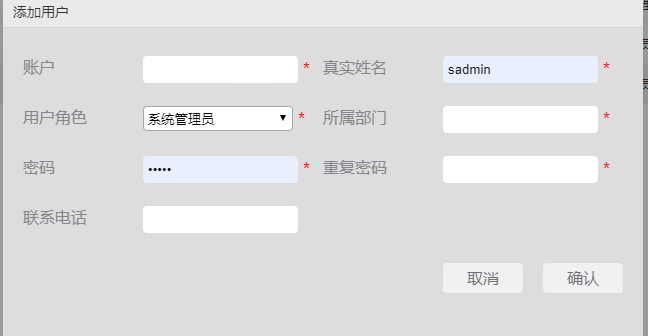 添加用户
账户 * 真实姓名 sadmin *
用户角色 系统管理员 * 所属部门 *
密码 ••••• * 重复密码 *
联系电话
取消 确认